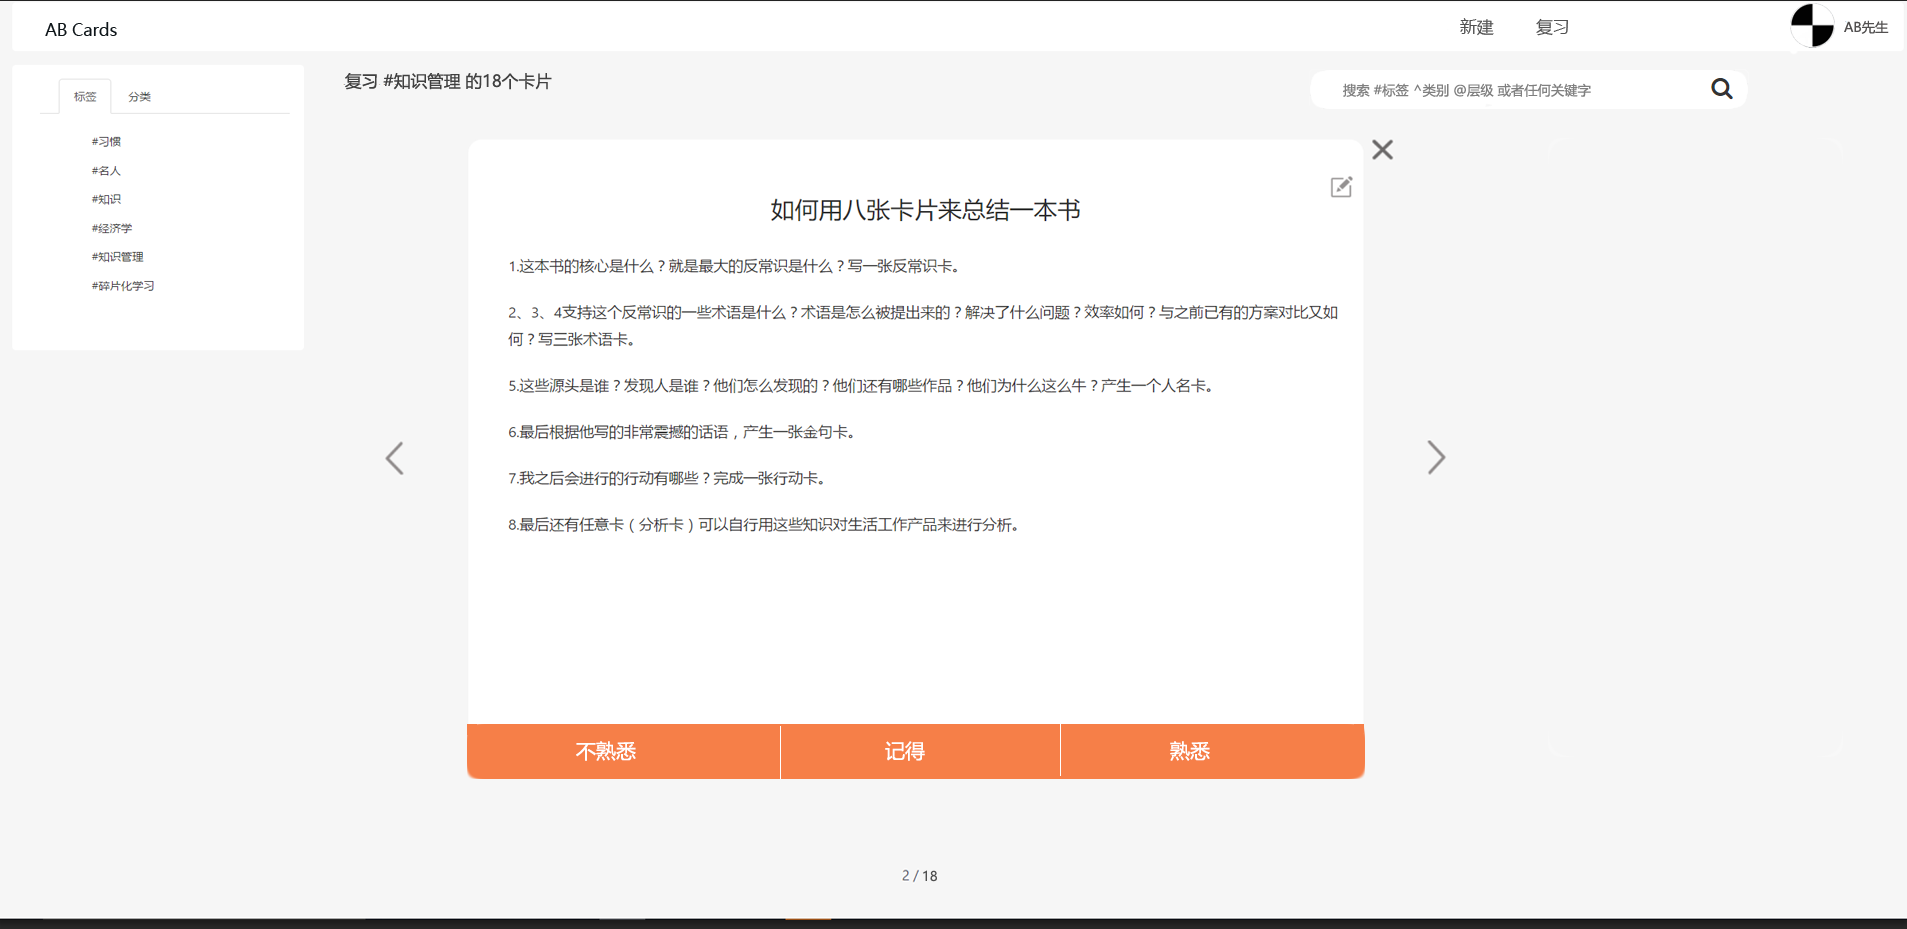 AB Cards
新建
复习
AB先生
标签
分类
#习惯
#名人
#知识
#经济学
#知识管理
#碎片化学习
复习 #知识管理 的18个卡片
搜索 #标签 ^类别 @层级 或者任何关键字
如何用八张卡片来总结一本书
1.这本书的核心是什么？就是最大的反常识是什么？写一张反常识卡。
2、3、4支持这个反常识的一些术语是什么？术语是怎么被提出来的？解决了什么问题？效率如何？与之前已有的方案对比又如
何？写三张术语卡。
5.这些源头是谁？发现人是谁？他们怎么发现的？他们还有哪些作品？他们为什么这么牛？产生一个人名卡。
6.最后根据他写的非常震撼的话语，产生一张金句卡。
7.我之后会进行的行动有哪些？完成一张行动卡。
8.最后还有任意卡（分析卡）可以自行用这些知识对生活工作产品来进行分析。
不熟悉
记得
熟悉
2 / 18